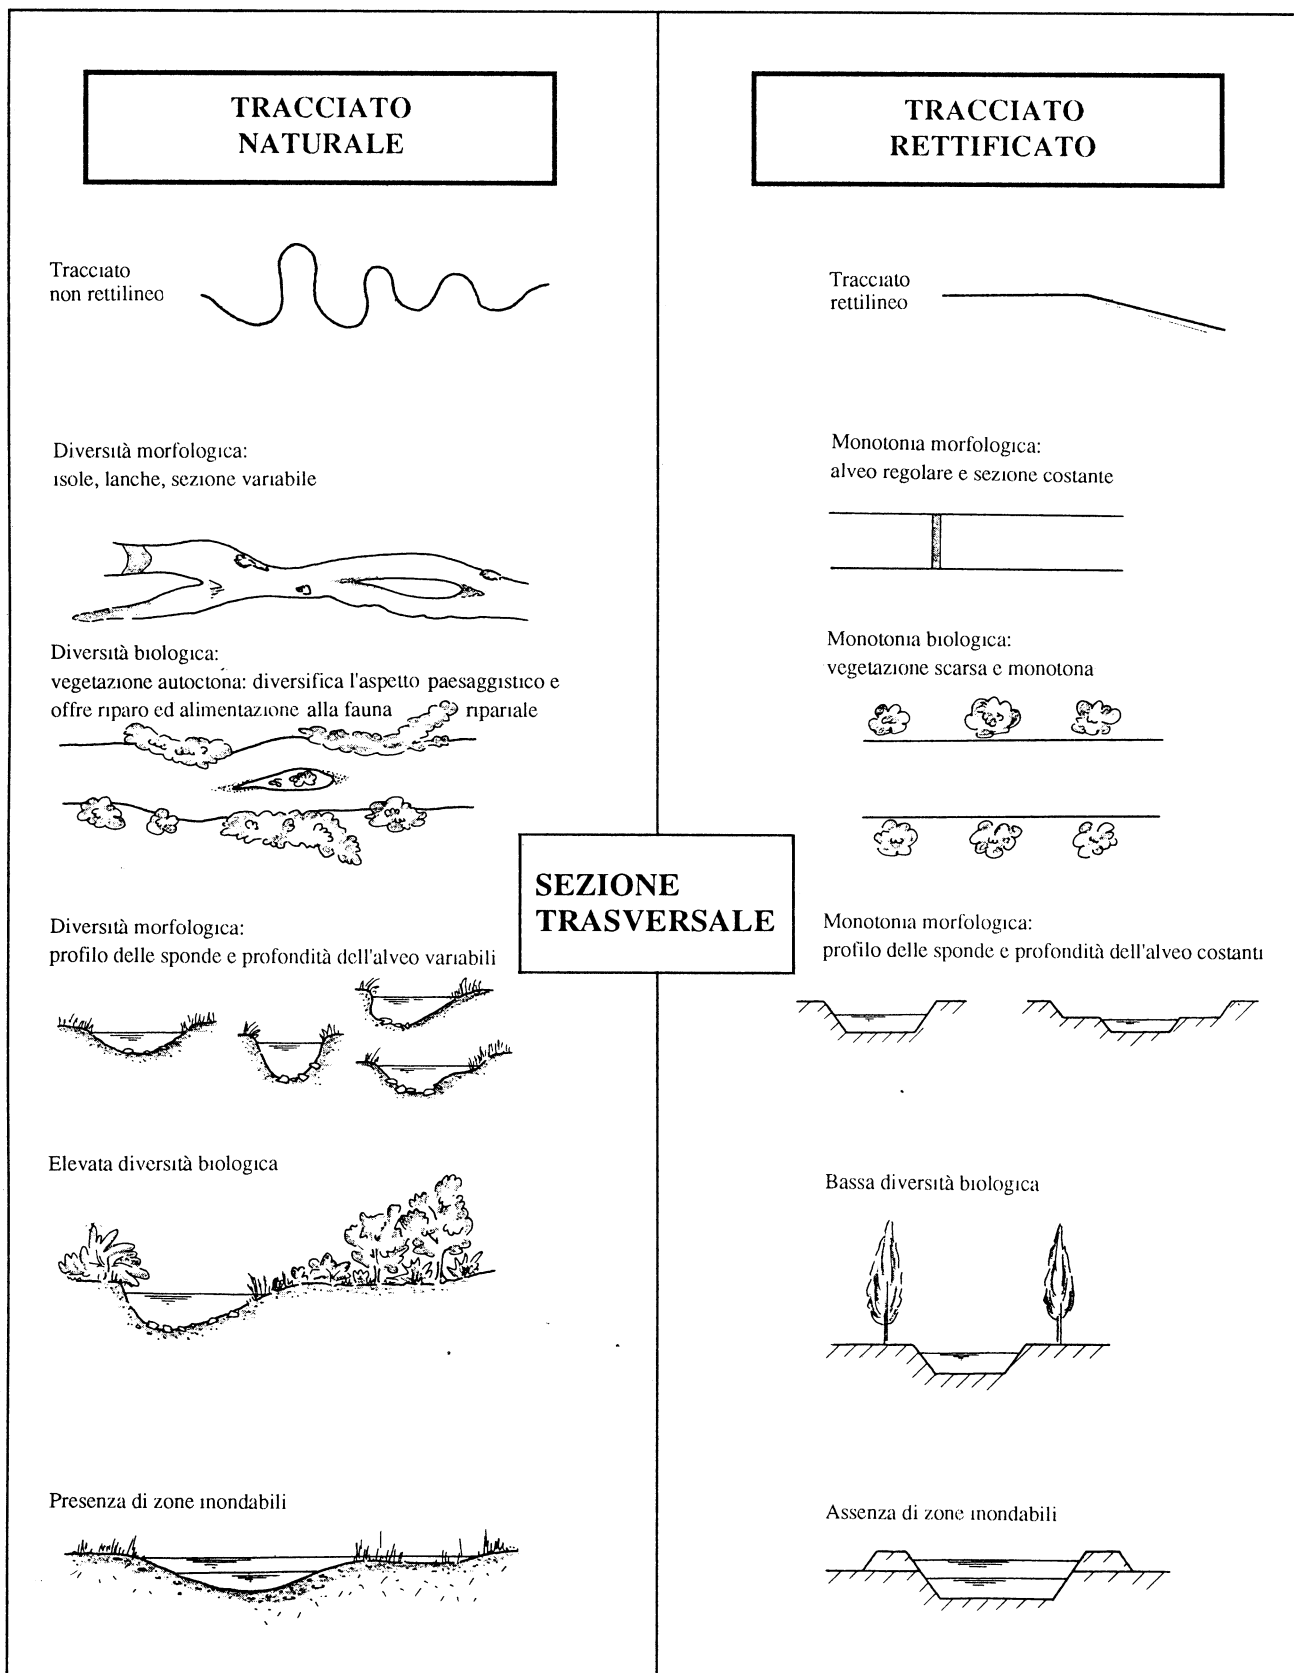 TRACCIATO
NATURALE
Tracciato
non rettilineo
Diversità morfologica:
isole, lanche, sezione variabile
Diversità biologica:
vegetazione autoctona: diversifica l'aspetto paesaggistico e
offre riparo ed alimentazione alla fauna ripariale
TRACCIATO
RETTIFICATO
Tracciato
rettilineo
Monotonia morfologica:
alveo regolare e sezione costante
Monotonia biologica:
vegetazione scarsa e monotona
SEZIONE
TRASVERSALE
Diversità morfologica:
profilo delle sponde e profondità dell'alveo variabili
Elevata diversità biologica
Presenza di zone inondabili
Monotonia morfologica:
profilo delle sponde e profondità dell'alveo costanti
Bassa diversità biologica
Assenza di zone inondabili